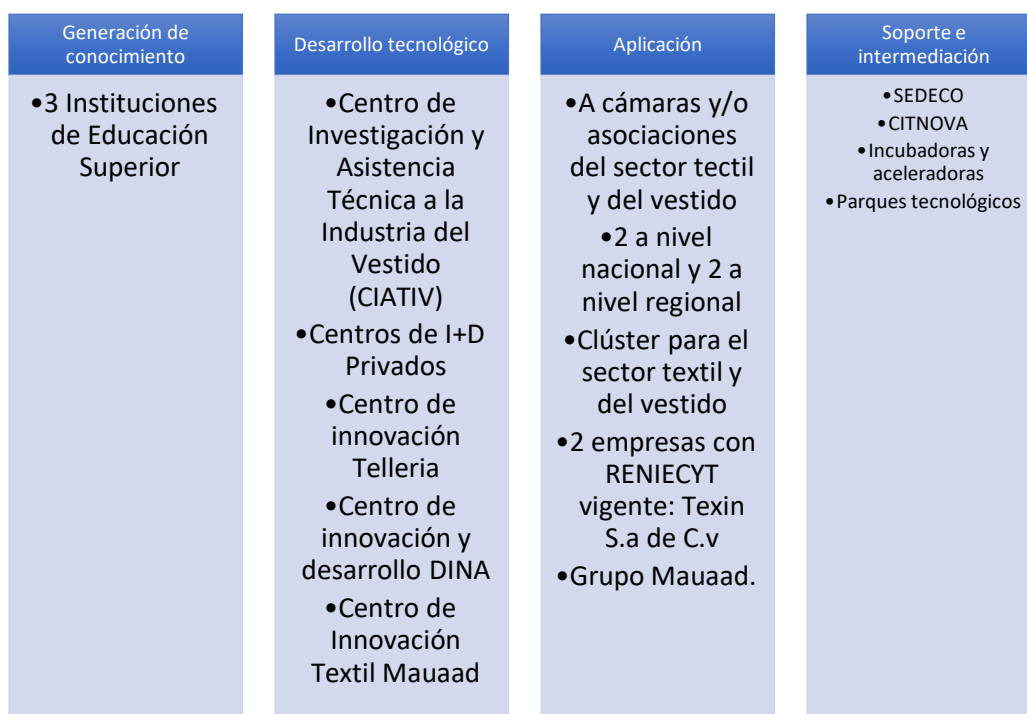 Generación de
conocimiento
•3 Instituciones
de Educación
Superior
Desarrollo tecnológico
•Centro de
Investigación y
Asistencia
Técnica a la
Industria del
Vestido
(CIATIV)
•Centros de I+D
Privados
•Centro de
innovación
Telleria
•Centro de
innovación y
desarrollo DINA
•Centro de
Innovación
Textil Mauaad
Aplicación
•A cámaras y/o
asociaciones
del sector tectil
y del vestido
•2 a nivel
nacional y 2 a
nivel regional
•Clúster para el
sector textil y
del vestido
•2 empresas con
RENIECYT
vigente: Texin
S.a de C.v
•Grupo Mauaad.
Soporte e
intermediación
•SEDECO
•CITNOVA
•Incubadoras y
aceleradoras
•Parques tecnológicos